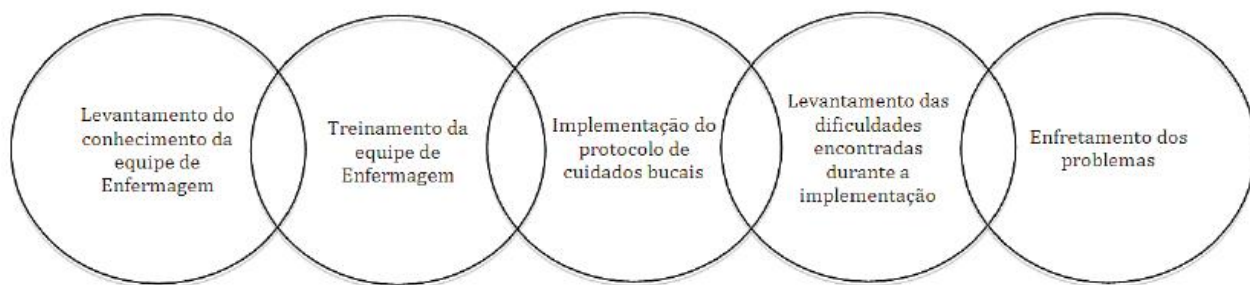 Levantamento do
conhecimento da
equipe de
Enfermagem
Treinamento da
equipe de
Enfermagem
Implementação do
protocolo de
cuidados bucais
Levantamento das
dificuldades
encontradas
durante a
implementação
Enfretamento dos
problemas